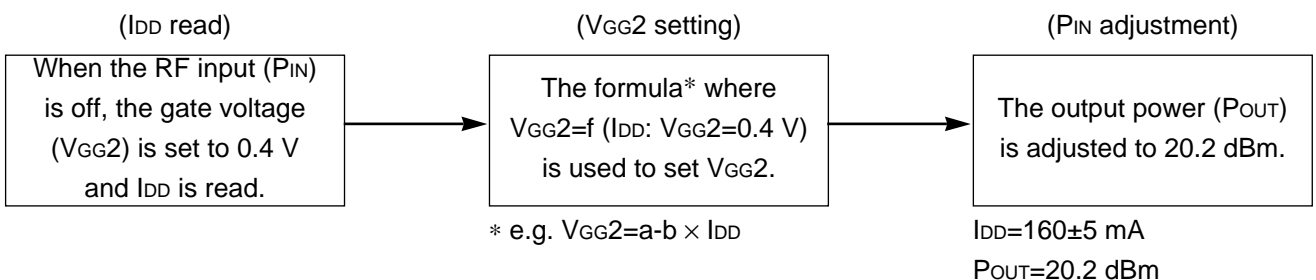 (IDD read)
When the RF input (PIN)
is off, the gate voltage
(VGG2) is set to 0.4 V
and IDD is read.
(VGG2 setting)
The formula* where
VGG2=f (IDD: VGG2=0.4 V)
is used to set VGG2.
* e.g. VGG2=a-b × IDD
(PIN adjustment)
The output power (POUT)
is adjusted to 20.2 dBm.
IDD=160±5 mA
POUT=20.2 dBm